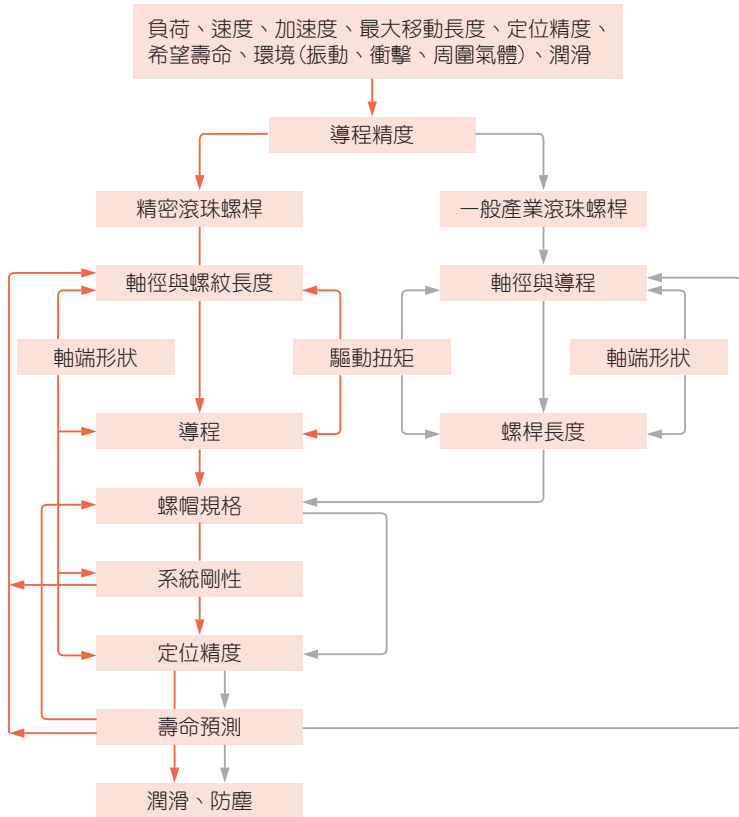 負荷、速度、加速度、最大移動長度、定位精度、
希望壽命、環境(振動、衝擊、周圍氣體)、潤滑
導程精度
精密滾珠螺桿
一般產業滾珠螺桿
軸徑與螺紋長度
軸徑與導程
軸端形狀
驅動扭矩
軸端形狀
導程
螺桿長度
螺帽規格
系統剛性
定位精度
壽命預測
潤滑、防塵